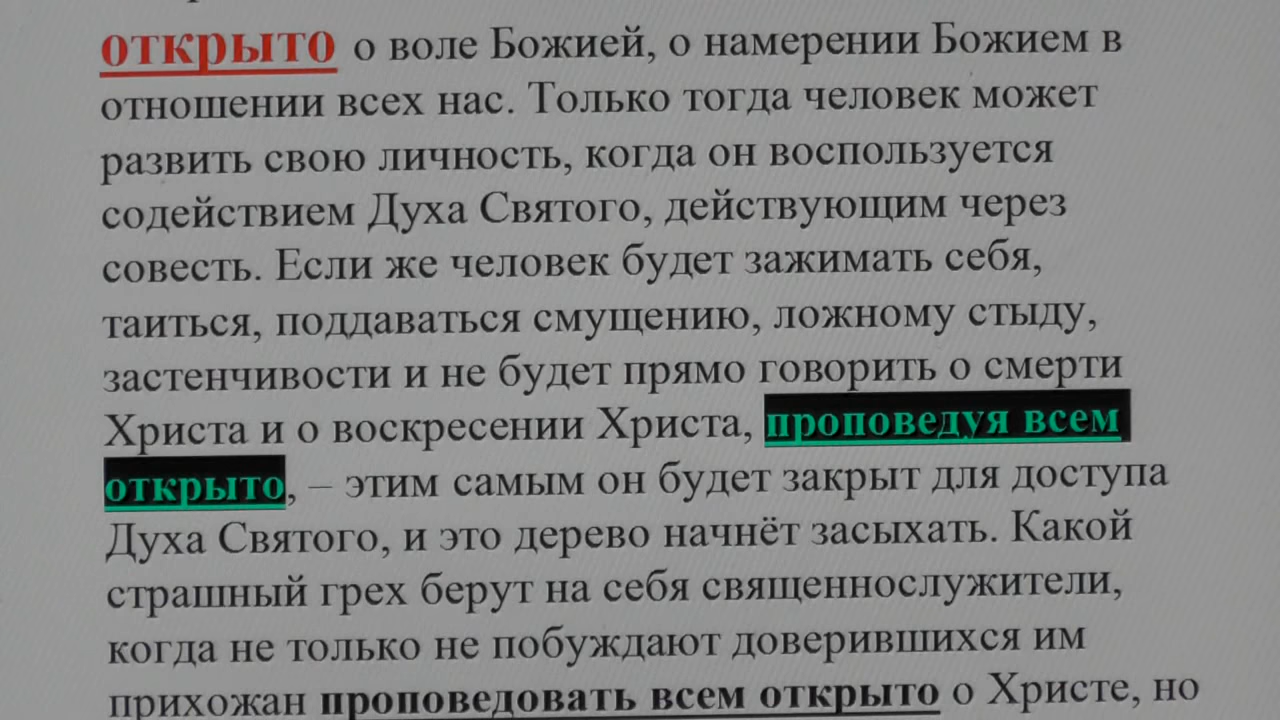 открыто о воле Божией, о намерении Божием в
отношении всех нас. Только тогда человек может
развить свою личность, когда он воспользуется
содействием Духа Святого, действующим через
совесть. Если же человек будет зажимать себя,
таиться, поддаваться смущению, ложному стыду,
застенчивости и не будет прямо говорить о смерти
Христа и о воскресении Христа, проповедуя всем
открыто, – этим самым он будет закрыт для доступа
Духа Святого, и это дерево начнёт засыхать. Какой
страшный грех берут на себя священнослужители,
когда не только не побуждают доверившихся им
прихожан проповедовать всем открыто о Христе, но